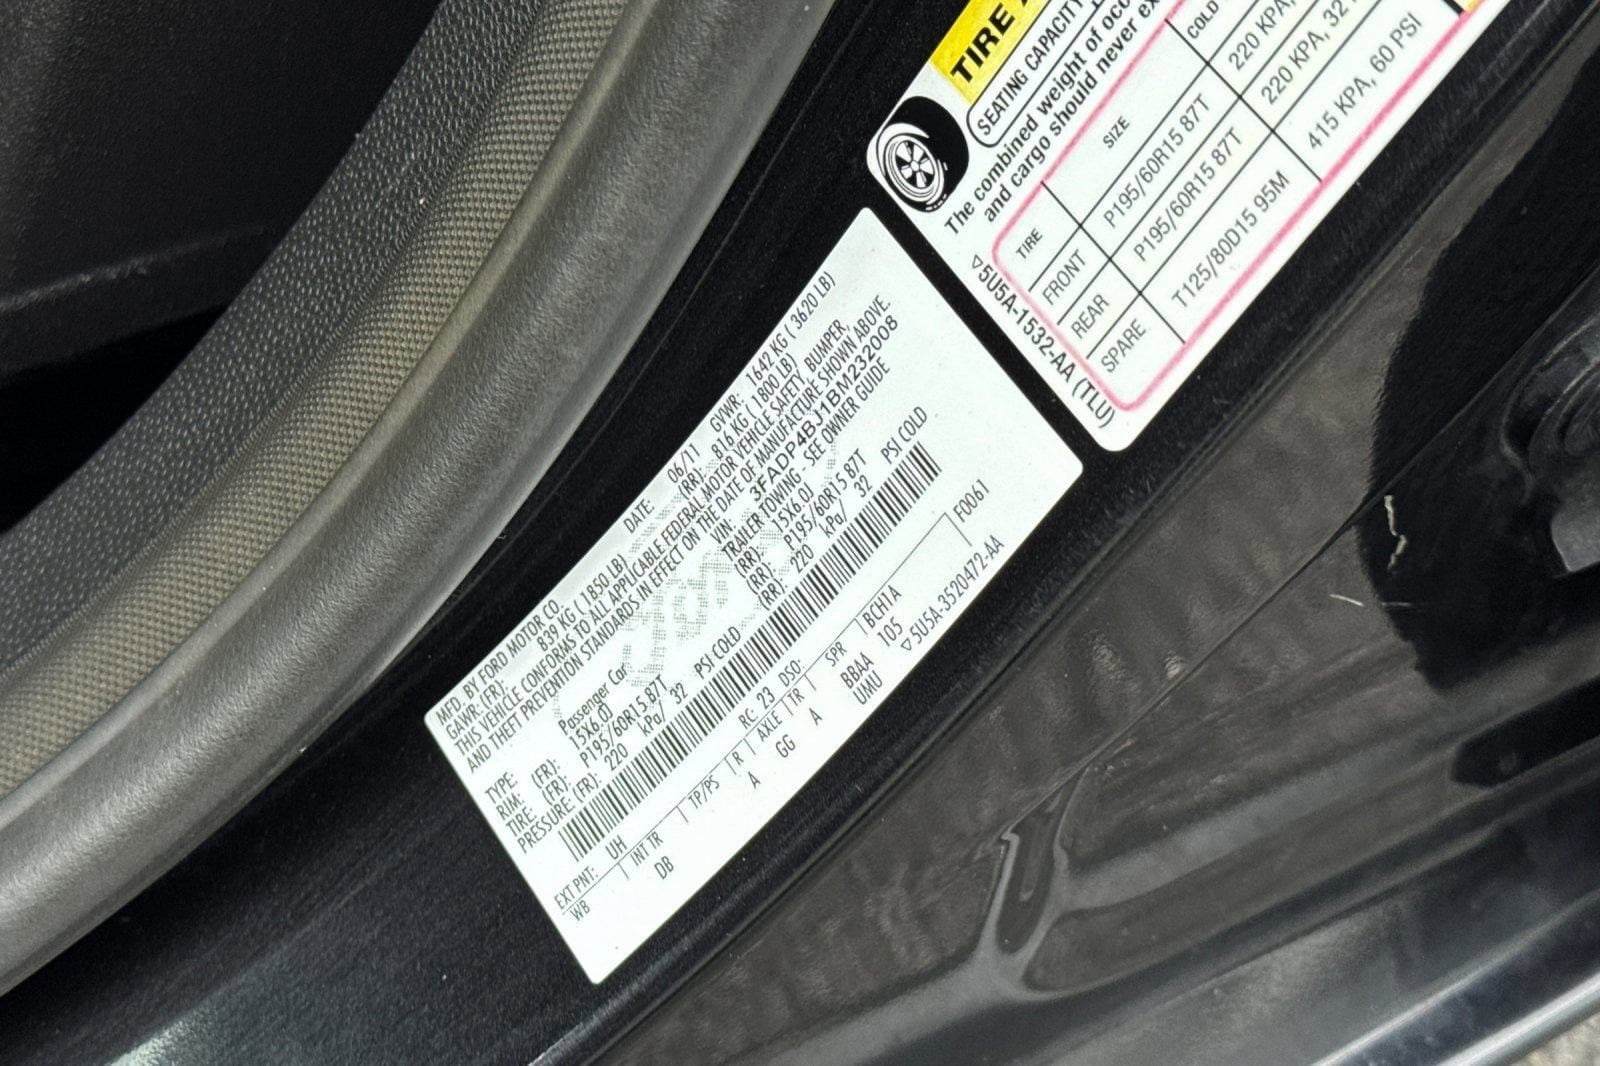 TIRE
SEATING CAPACITY
The combined weight of occ
and cargo should never ex
TIRE SIZE COLD
FRONT P195/60R15 87T 220 KPA,
REAR P195/60R15 87T 220 KPA, 32
SPARE T125/80D15 95M 415 KPA, 60 PSI
▽5U5A-1532-AA (TLU)
MFD. BY FORD MOTOR CO. DATE: 06/11 GVWR: 1642 KG ( 3620 LB)
GAWR: (FR): 839 KG ( 1850 LB) (RR): 816 KG ( 1800 LB)
THIS VEHICLE CONFORMS TO ALL APPLICABLE FEDERAL MOTOR VEHICLE SAFETY, BUMPER,
AND THEFT PREVENTION STANDARDS IN EFFECT ON THE DATE OF MANUFACTURE SHOWN ABOVE.
VIN: 3FADP4BJ1BM232008
TYPE: Passenger Car TRAILER TOWING - SEE OWNER GUIDE
RIM: (FR): 15X6.0J (RR): 15X6.0J
TIRE: (FR): P195/60R15 87T (RR): P195/60R15 87T
PRESSURE: (FR): 220 kPa/ 32 PSI COLD (RR): 220 kPa/ 32 PSI COLD
EXT PNT: UH RC: 23 DSO: F0061
WB INT TR TP/PS R AXLE TR SPR BCH1A
DB A GG A BBAA 105
UMU
▽5U5A-3520472-AA